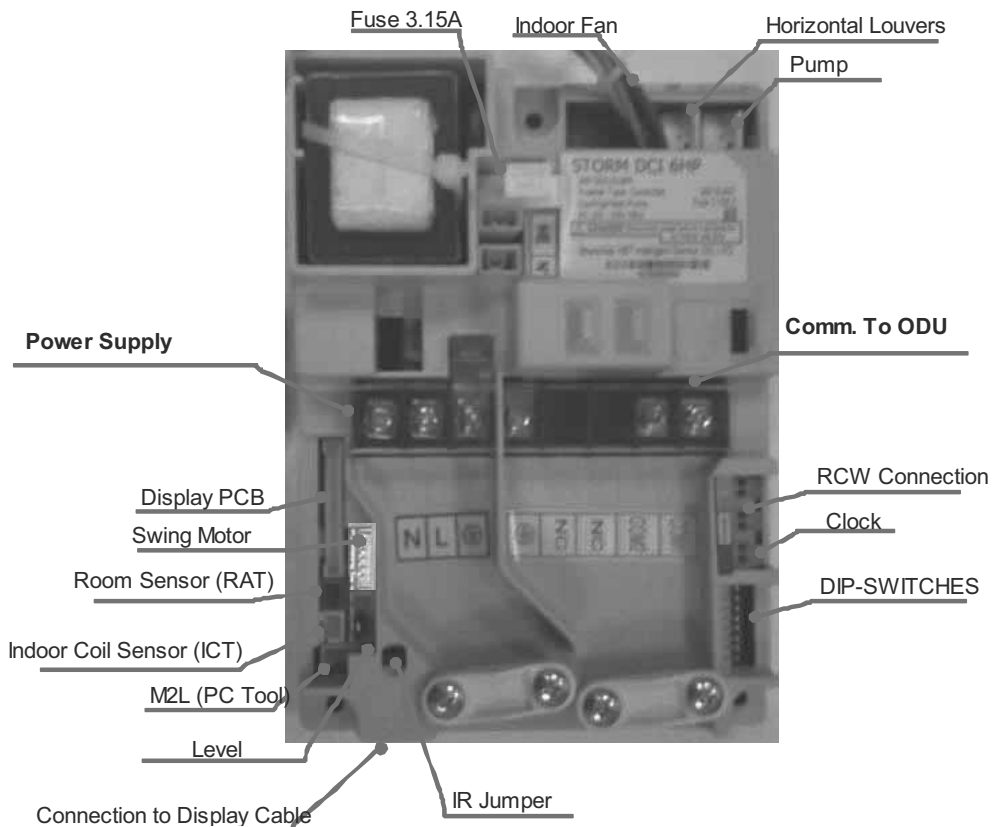 Fuse 3.15A
Indoor Fan
Horizontal Louvers
Pump
STORM DCI 6HP
Power Supply
Comm. To ODU
RCW Connection
Display PCB
Clock
Swing Motor
N L
NG NG
Room Sensor (RAT)
DIP-SWITCHES
Indoor Coil Sensor (ICT)
M2L (PC Tool)
Level
IR Jumper
Connection to Display Cable